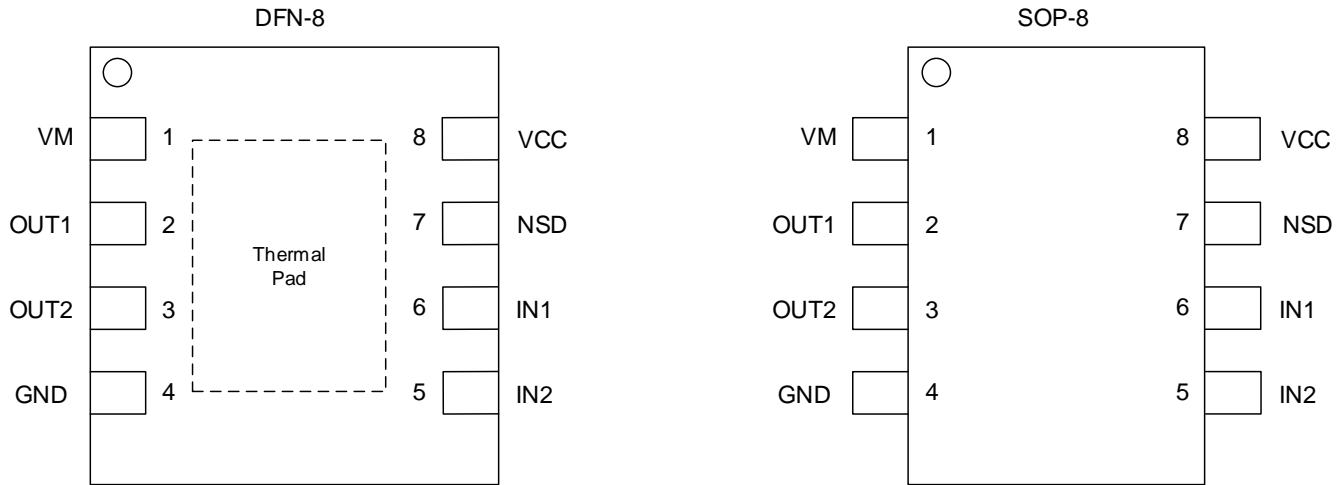 DFN-8
VM 1 8 VCC
OUT1 2 7 NSD
Thermal
Pad
OUT2 3 6 IN1
GND 4 5 IN2
SOP-8
VM 1 8 VCC
OUT1 2 7 NSD
OUT2 3 6 IN1
GND 4 5 IN2